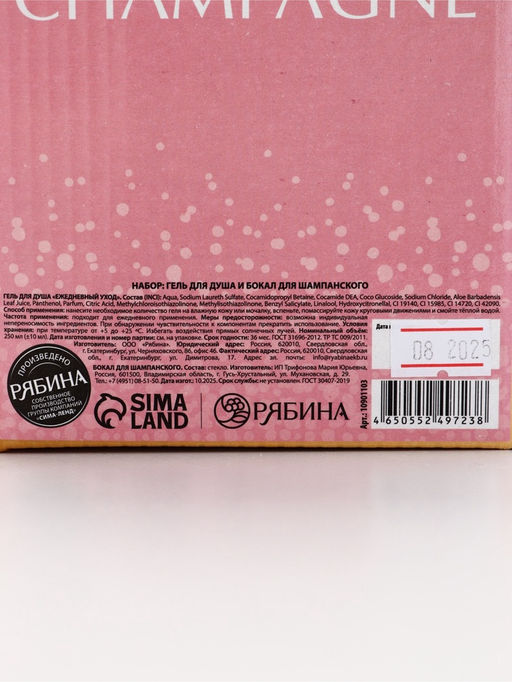 CHAMPAGNE
НАБОР: ГЕЛЬ ДЛЯ ДУША И БОКАЛ ДЛЯ ШАМПАНСКОГО
ГЕЛЬ ДЛЯ ДУША «ЕЖЕДНЕВНЫЙ УХОД». Состав (INCI): Aqua, Sodium Laureth Sulfate, Cocamidopropyl Betaine, Cocamide DEA, Coco Glucoside, Sodium Chloride, Aloe Barbadensis
Leaf Juice, Panthenol, Parfum, Citric Acid, Methylchloroisothiazolinone, Methylisothiazolinone, Benzyl Salicylate, Linalool, Hydroxycitronellal, CI 19140, CI 15985, CI 14720, CI 42090.
Способ применения: нанесите необходимое количество геля на влажную кожу или мочалку, вспеньте, помассируйте кожу круговыми движениями и смойте тёплой водой.
Частота применения: подходит для ежедневного применения. Меры предосторожности: возможна индивидуальная
непереносимость ингредиентов. При обнаружении чувствительности к компонентам прекратить использование. Условия
хранения: при температуре от +5 до +25 °С. Беречь от воздействия прямых солнечных лучей. Номинальный объём:
250 мл (±10 мл). Дата изготовления и номер партии: см. на упаковке. Срок годности: 36 мес. ГОСТ 31696-2012. ТР ТС 009/2011.
Изготовитель: ООО «Рябина» Юридический адрес: Россия, 620010, Свердловская обл.,
г. Екатеринбург, ул. Черняховского, 86, офис 46. Фактический адрес: Россия, 620010, Свердловская обл.,
г. Екатеринбург, ул. Димитрова, 17. Адрес эл. почты: info@ryabinaekb.ru
БОКАЛ ДЛЯ ШАМПАНСКОГО. Состав: стекло. Изготовитель: ИП Трифонова Мария Юрьевна,
Россия, 601500, Владимирская область, г. Гусь-Хрустальный, ул. Мухановская, д. 29.
Тел.: +7 (4951) 08-51-50. Дата изгот.: 10.2025. Срок службы: не установлен. ГОСТ 30407-2019
Дата
08 2025
ПРОИЗВЕДЕНО
РЯБИНА
СОБСТВЕННОЕ
ПРОИЗВОДСТВО
ГРУППЫ КОМПАНИЙ
«СИМА-ЛЕНД»
SIMA
LAND
РЯБИНА
Арт.: 10901103
4 650552 497238